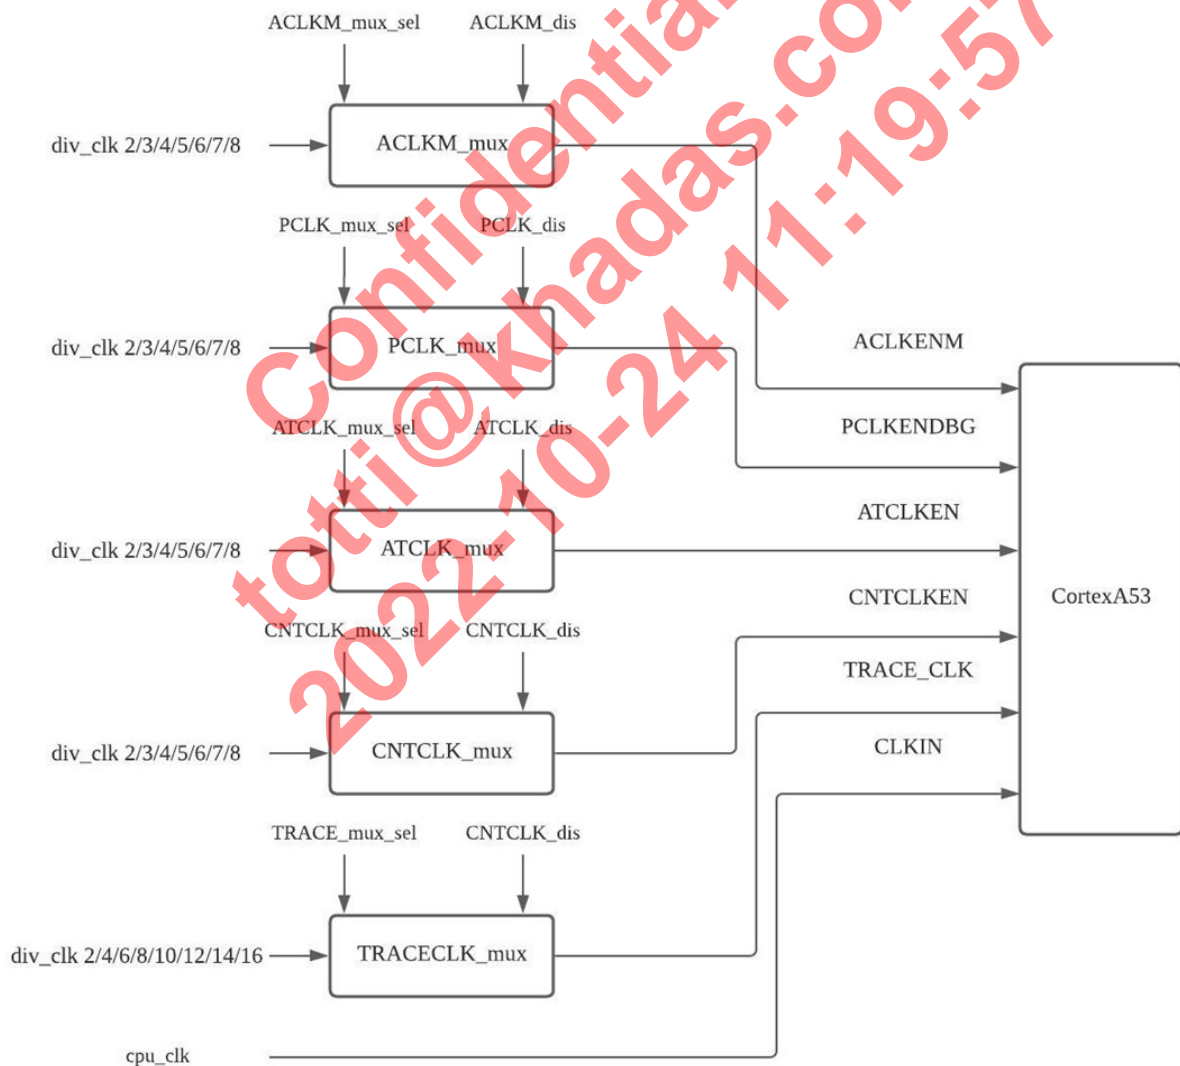 ACLKM_mux_sel ACLKM_dis
div_clk 2/3/4/5/6/7/8
ACLKM_mux
PCLK_mux_sel PCLK_dis
div_clk 2/3/4/5/6/7/8
PCLK_mux
ACLKENM
PCLKENDBG
ATCLK_mux_sel ATCLK_dis
ATCLKEN
div_clk 2/3/4/5/6/7/8
ATCLK_mux
CNTCLKEN
CortexA53
CNTCLK_mux_sel CNTCLK_dis
TRACE_CLK
div_clk 2/3/4/5/6/7/8
CNTCLK_mux
CLKIN
TRACE_mux_sel CNTCLK_dis
div_clk 2/4/6/8/10/12/14/16
TRACECLK_mux
cpu_clk
Confidential
totti@khadas.com
2022-10-24 11:19:57